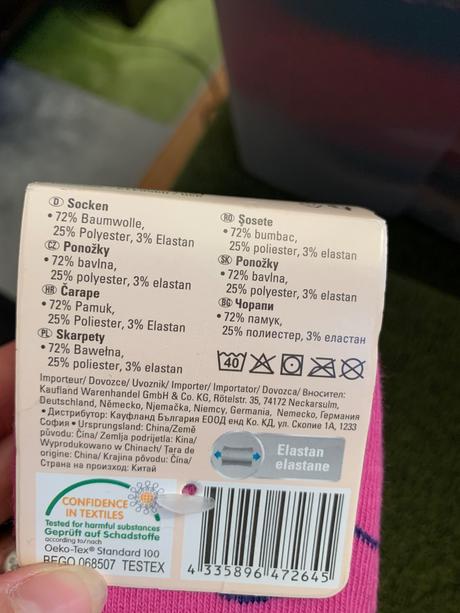 D Socken
• 72% Baumwolle,
25% Polyester, 3% Elastan
CZ Ponožky
• 72% bavlna,
25% polyester, 3% elastan
HR Čarape
• 72% Pamuk,
25% Poliester, 3% Elastan
PL Skarpety
• 72% Bawełna,
25% poliester, 3% elastan
RO Şosete
• 72% bumbac,
25% poliester, 3% elastan
SK Ponožky
• 72% bavlna,
25% polyester, 3% elastan
BG Чорапи
• 72% памук,
25% полиестер, 3% еластан
40
Importeur/Dovozce/Uvoznik/Importer/Importator/Dovozca/Вносител:
Kaufland Warenhandel GmbH & Co. KG, Rötelstr. 35, 74172 Neckarsulm,
Deutschland, Německo, Njemačka, Niemcy, Germania, Nemecko, Германия
• Дистрибутор: Кауфланд България ЕООД енд Ко КД, ул. Скопие 1А, 1233
София • Ursprungsland: China/Země
původu: Čína/ Zemlja podrijetla: Kina/
Wyprodukowano w Chinach/ Țara de
origine: China/ Krajina pôvodu: Čína/
Страна на произход: Китай
Elastan
elastane
CONFIDENCE
IN TEXTILES
Tested for harmful substances
Geprüft auf Schadstoffe
according to/nach
Oeko-Tex® Standard 100
BEGO 068507 TESTEX
4 335896 472645